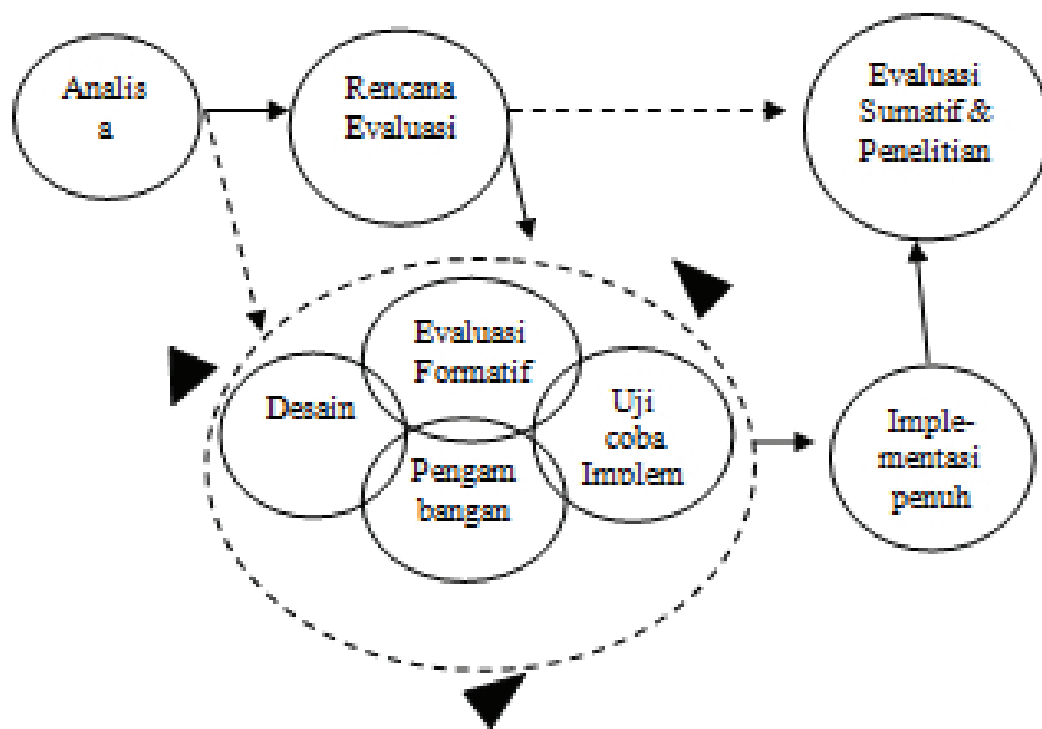 Analis
a
Rencana
Evaluasi
Evaluasi
Sumatif &
Penelitian
Evaluasi
Formatif
Desain
Uji
coba
Implem
Pengam
bangan
Imple-
mentasi
penuh